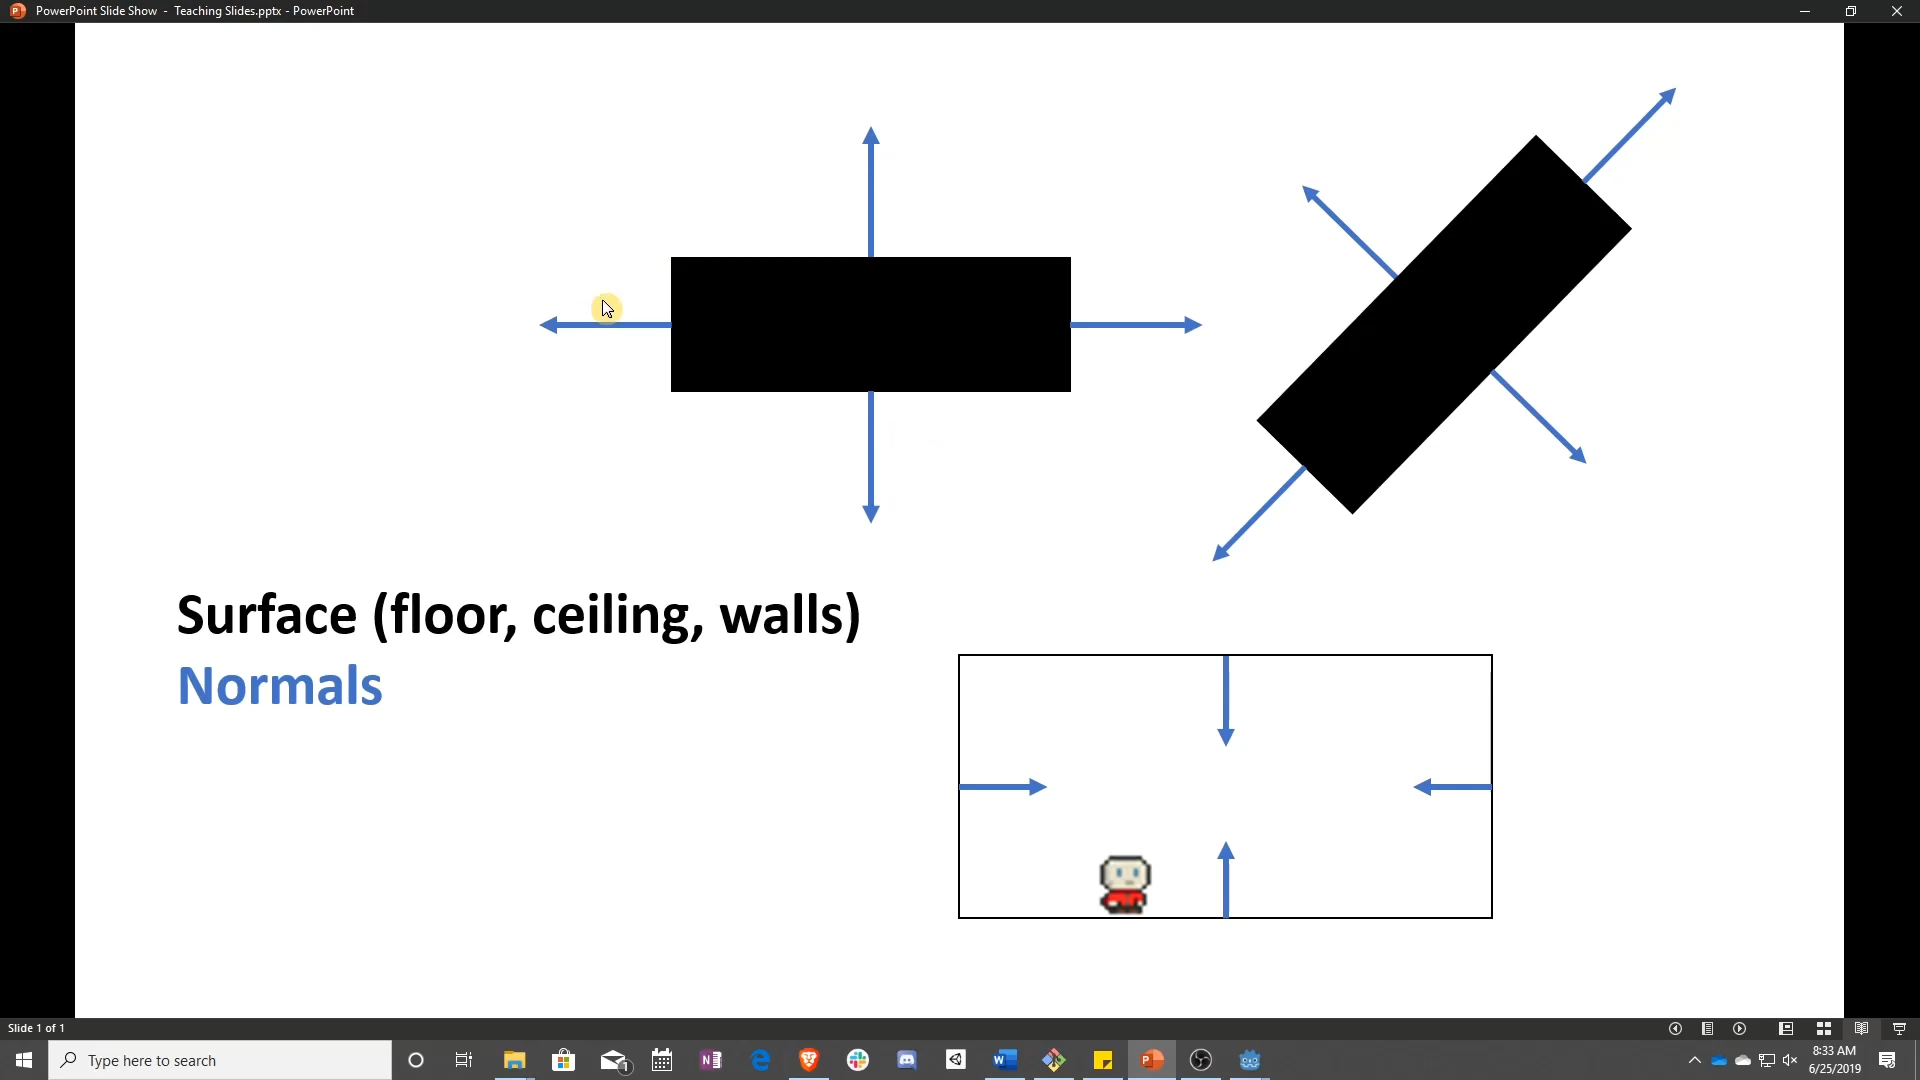 PowerPoint Slide Show - Teaching Slides.pptx - PowerPoint
Surface (floor, ceiling, walls)
Normals
Slide 1 of 1
Type here to search
1
8:33 AM
6/25/2019